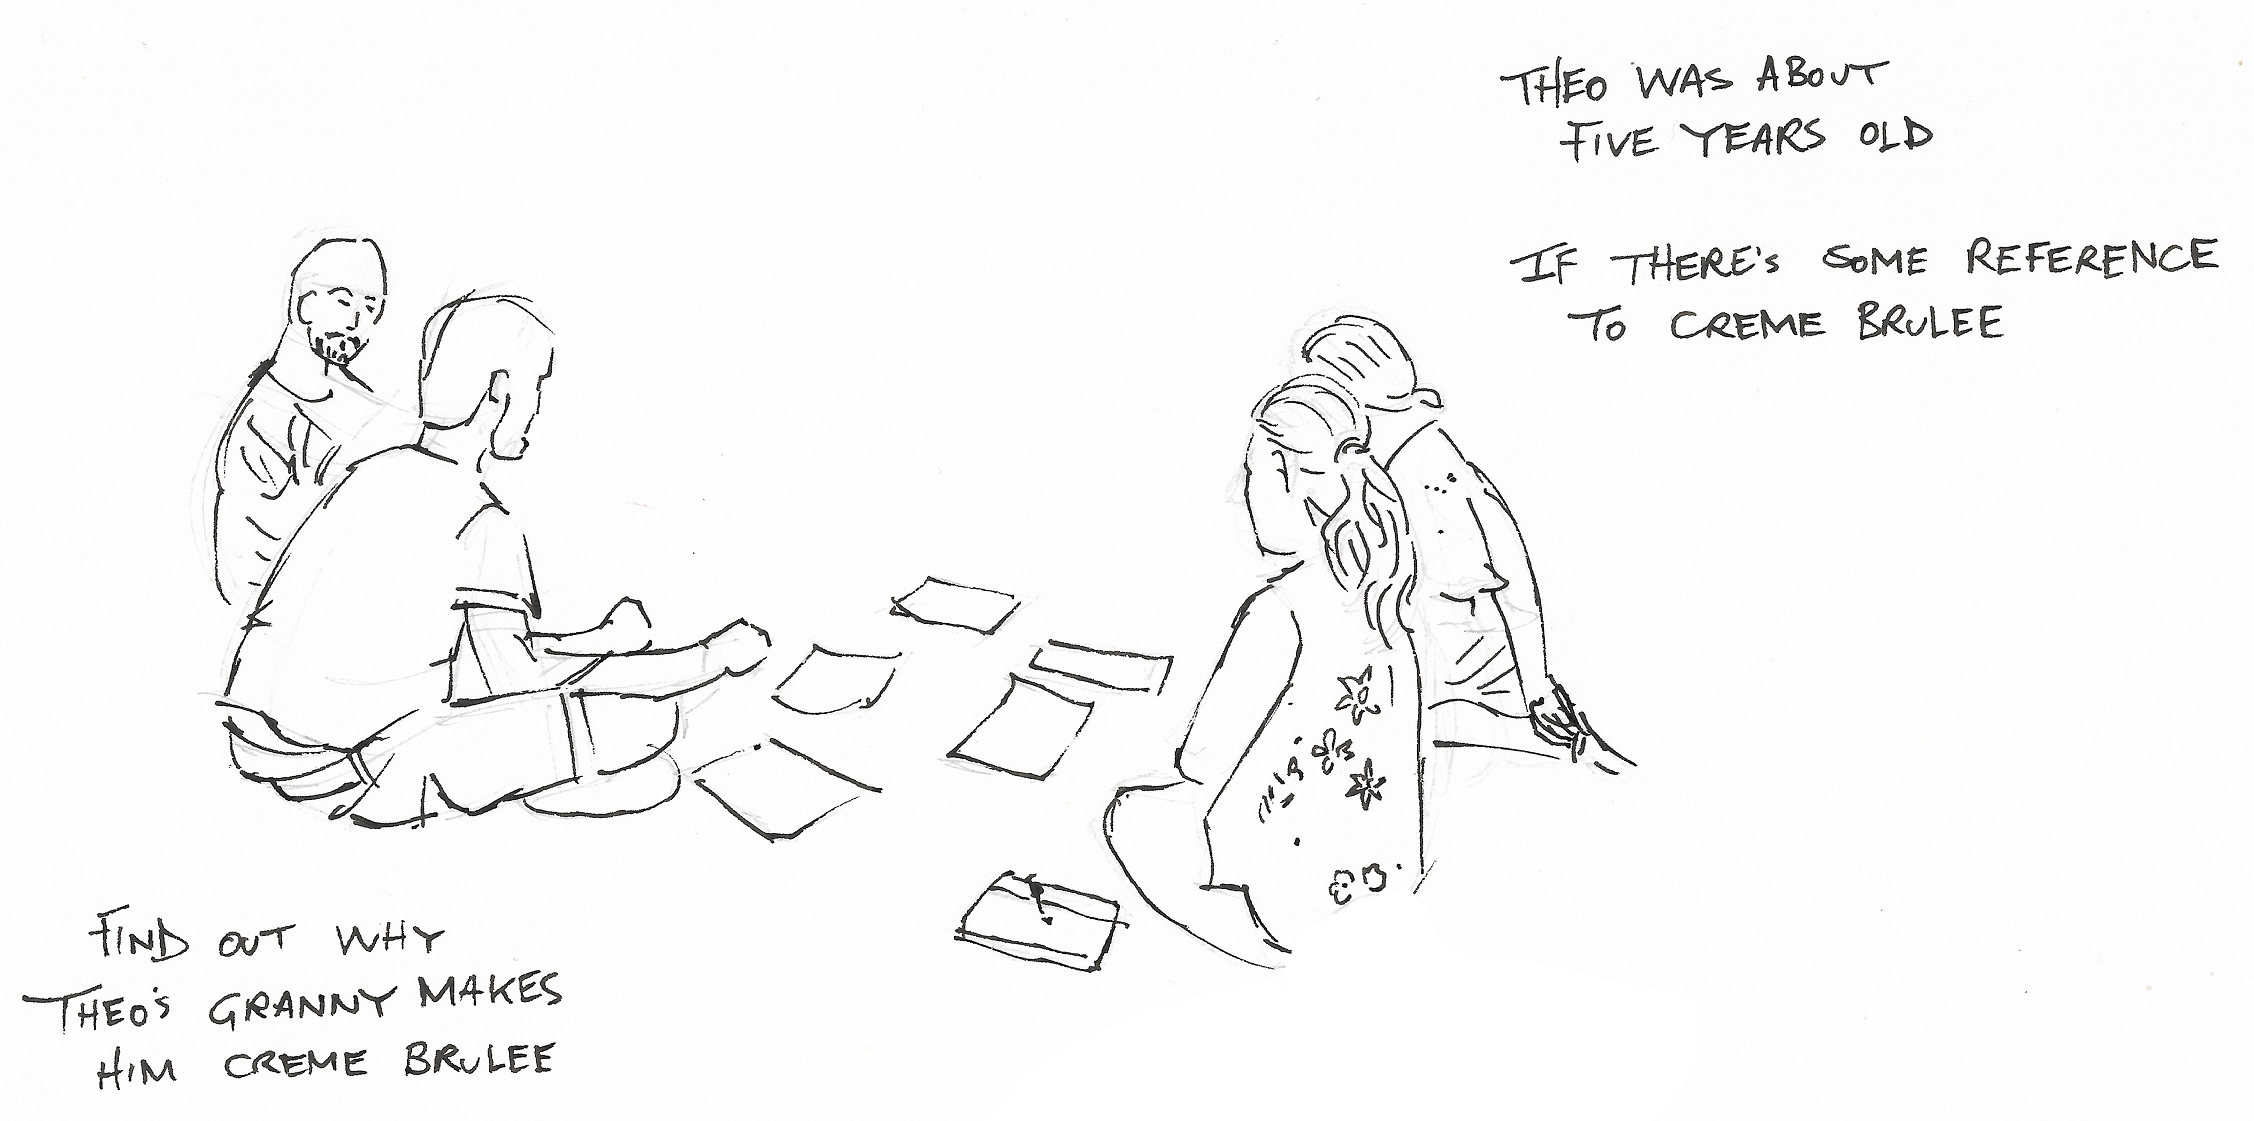 THEO WAS ABOUT
FIVE YEARS OLD
IF THERE'S SOME REFERENCE
TO CREME BRULEE
FIND OUT WHY
THEO'S GRANNY MAKES
HIM CREME BRULEE